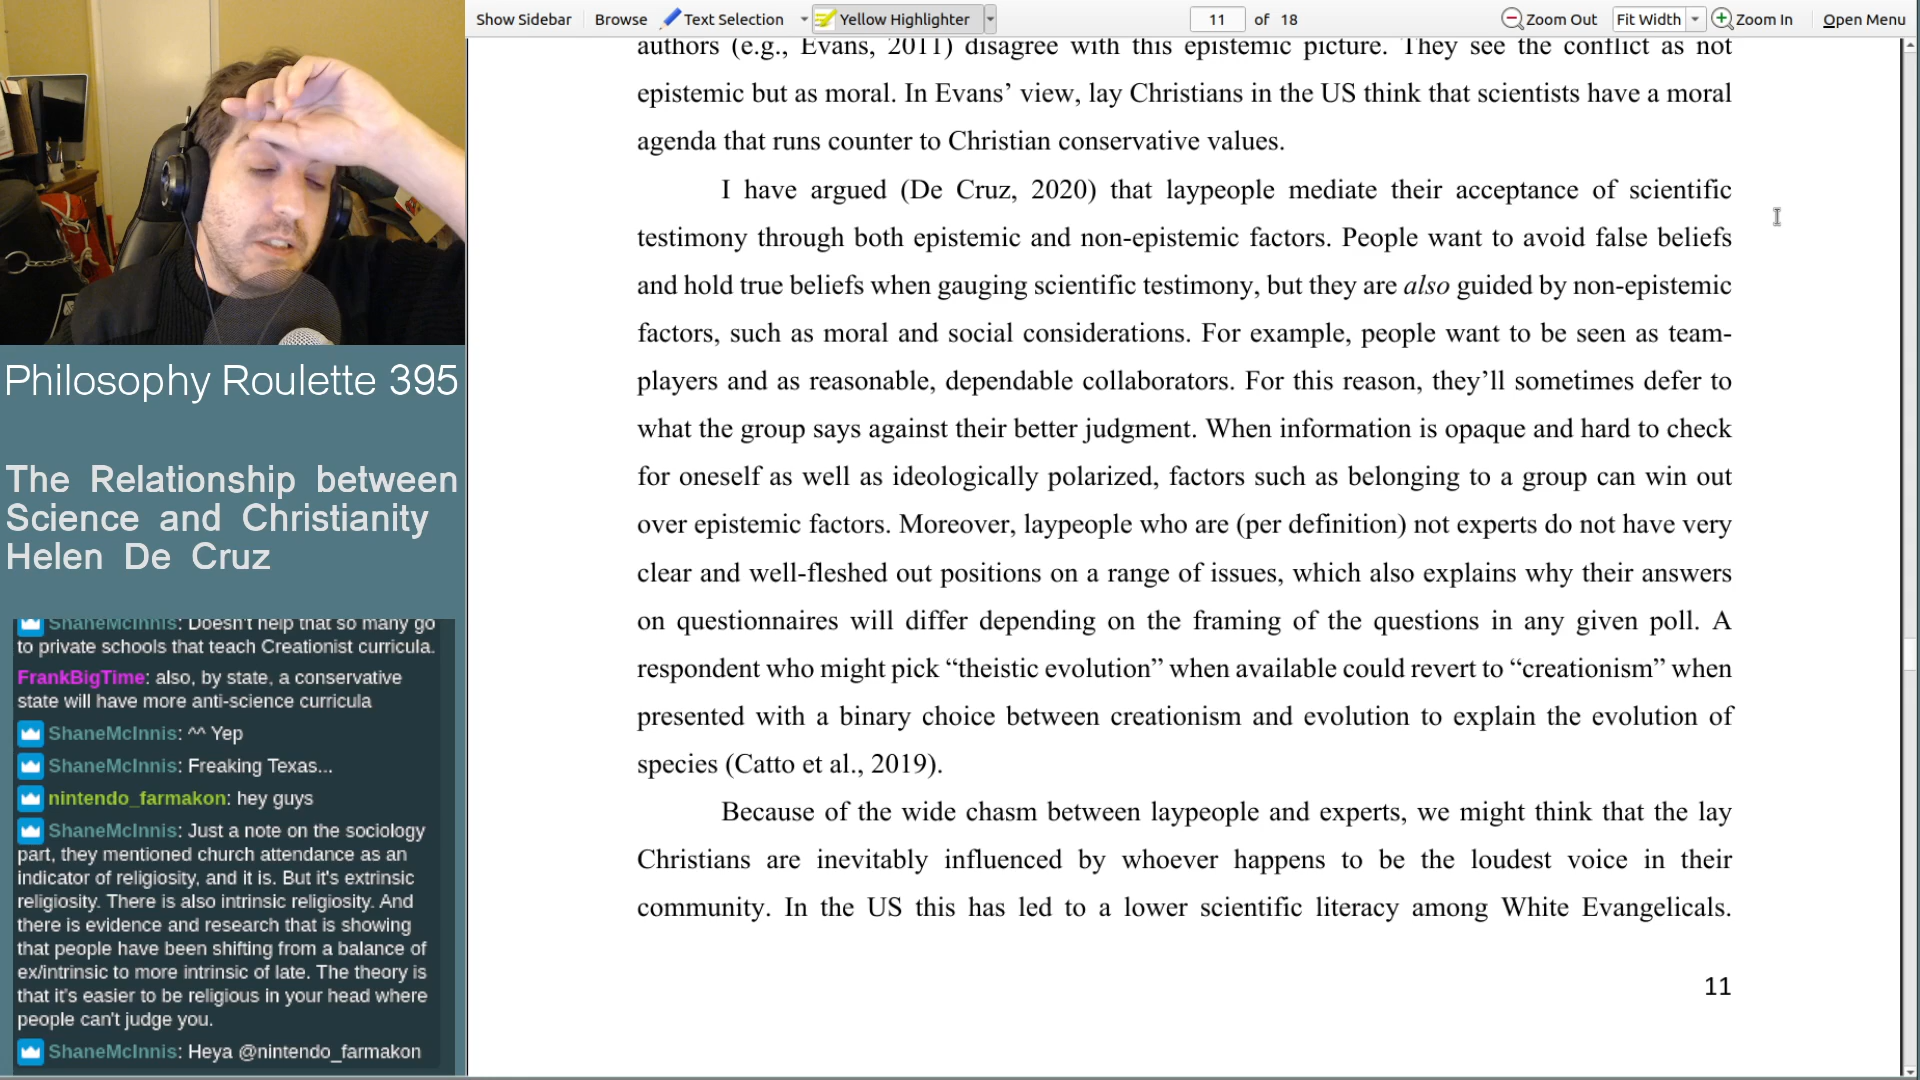 Show Sidebar Browse Text Selection Yellow Highlighter 11 of 18 Zoom Out Fit Width Zoom In Open Menu
authors (e.g., Evans, 2011) disagree with this epistemic picture. They see the conflict as not
epistemic but as moral. In Evans’ view, lay Christians in the US think that scientists have a moral
agenda that runs counter to Christian conservative values.
I have argued (De Cruz, 2020) that laypeople mediate their acceptance of scientific
testimony through both epistemic and non-epistemic factors. People want to avoid false beliefs
and hold true beliefs when gauging scientific testimony, but they are also guided by non-epistemic
factors, such as moral and social considerations. For example, people want to be seen as team-
players and as reasonable, dependable collaborators. For this reason, they’ll sometimes defer to
what the group says against their better judgment. When information is opaque and hard to check
for oneself as well as ideologically polarized, factors such as belonging to a group can win out
over epistemic factors. Moreover, laypeople who are (per definition) not experts do not have very
clear and well-fleshed out positions on a range of issues, which also explains why their answers
on questionnaires will differ depending on the framing of the questions in any given poll. A
respondent who might pick “theistic evolution” when available could revert to “creationism” when
presented with a binary choice between creationism and evolution to explain the evolution of
species (Catto et al., 2019).
Because of the wide chasm between laypeople and experts, we might think that the lay
Christians are inevitably influenced by whoever happens to be the loudest voice in their
community. In the US this has led to a lower scientific literacy among White Evangelicals.
11
Philosophy Roulette 395
The Relationship between
Science and Christianity
Helen De Cruz
ShaneMcInnis: Doesn't help that so many go
to private schools that teach Creationist curricula.
FrankBigTime: also, by state, a conservative
state will have more anti-science curricula
ShaneMcInnis: ^^ Yep
ShaneMcInnis: Freaking Texas...
nintendo_farmakon: hey guys
ShaneMcInnis: Just a note on the sociology
part, they mentioned church attendance as an
indicator of religiosity, and it is. But it's extrinsic
religiosity. There is also intrinsic religiosity. And
there is evidence and research that is showing
that people have been shifting from a balance of
ex/intrinsic to more intrinsic of late. The theory is
that it's easier to be religious in your head where
people can't judge you.
ShaneMcInnis: Heya @nintendo_farmakon